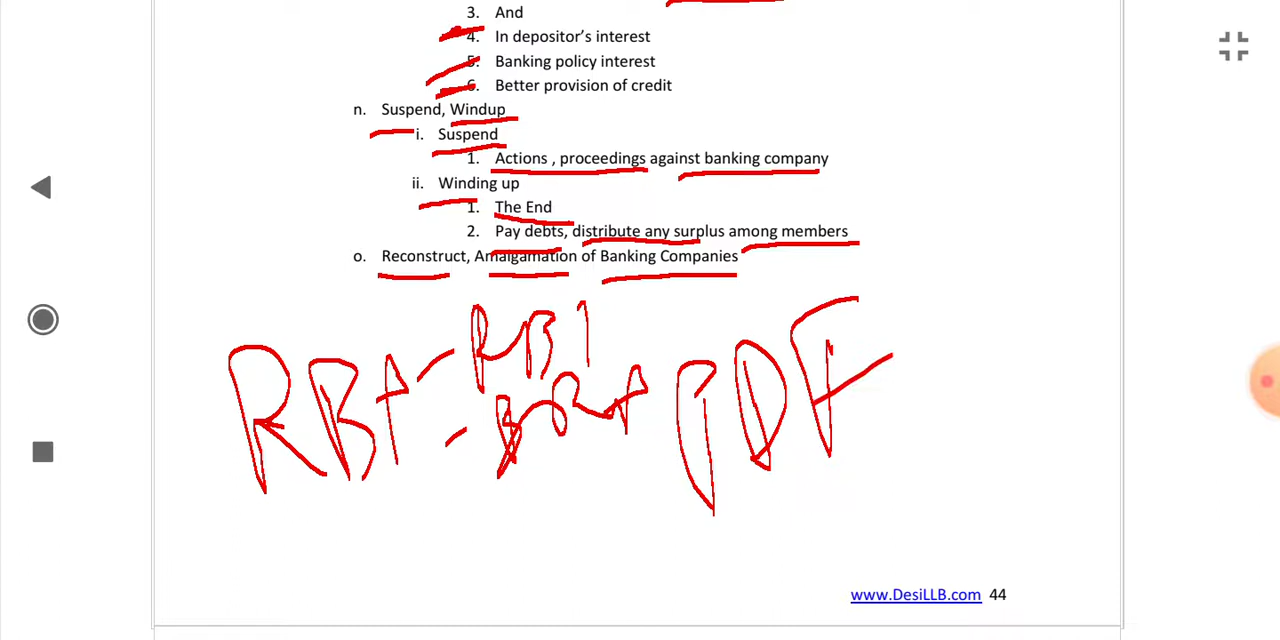 3. And
4. In depositor's interest
5. Banking policy interest
6. Better provision of credit
n. Suspend, Windup
i. Suspend
1. Actions , proceedings against banking company
ii. Winding up
1. The End
2. Pay debts, distribute any surplus among members
o. Reconstruct, Amalgamation of Banking Companies
RBI
PDF
www.DesiLLB.com 44